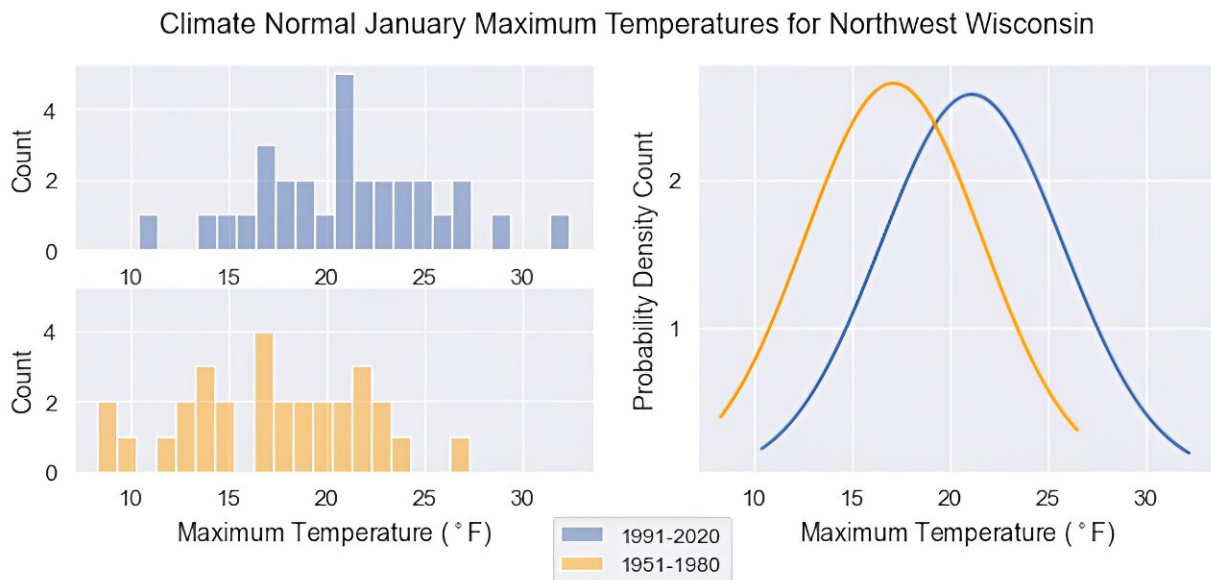 Climate Normal January Maximum Temperatures for Northwest Wisconsin
Count
4
2
0
10 15 20 25 30
Count
4
2
0
10 15 20 25 30
Maximum Temperature (°F)
Probability Density Count
2
1
10 15 20 25 30
Maximum Temperature (°F)
1991-2020
1951-1980